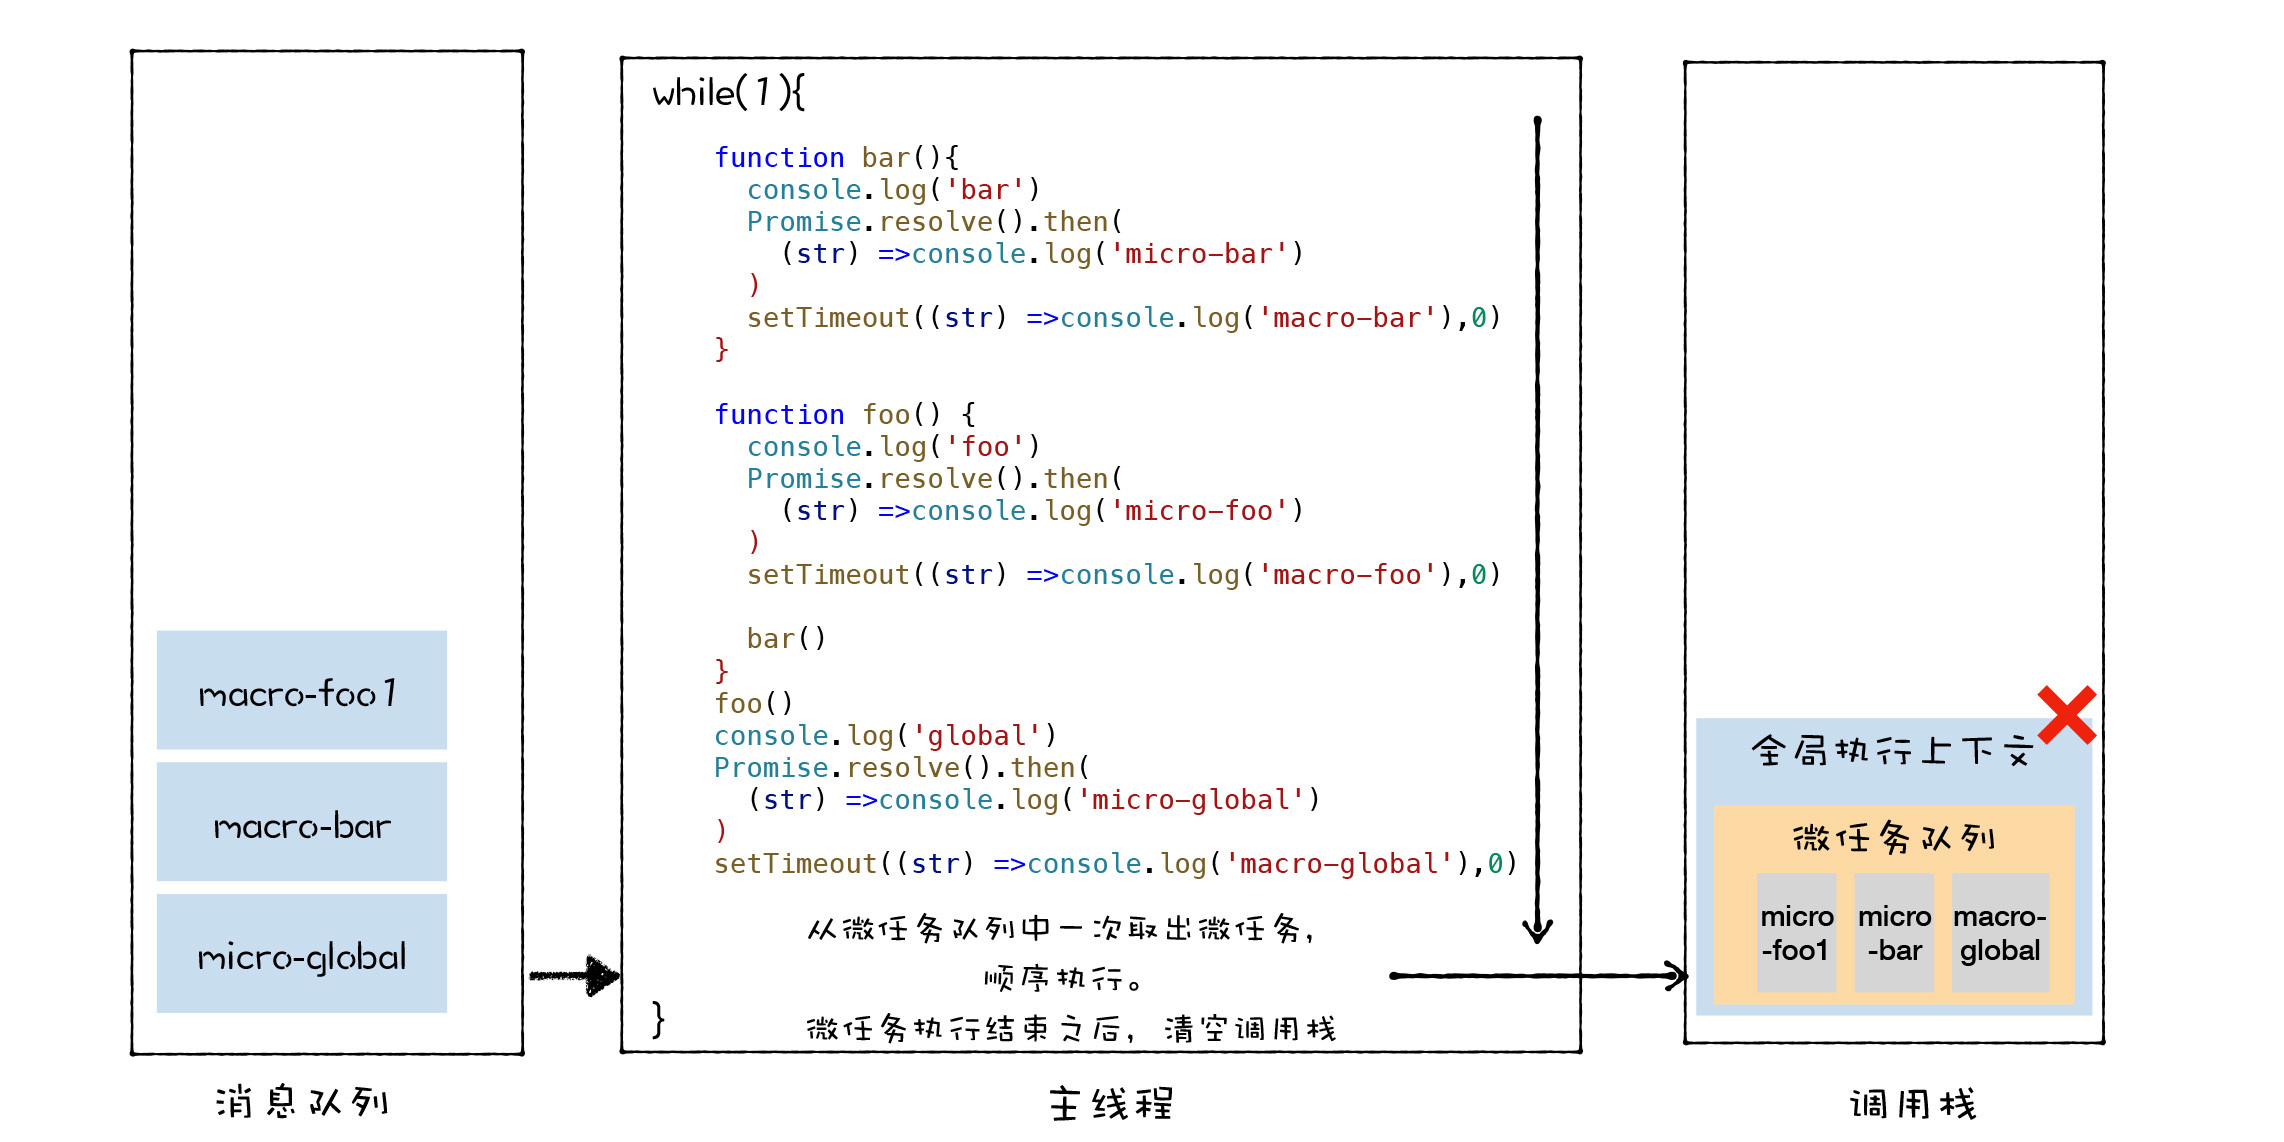 macro-foo1
macro-bar
micro-global
消息队列
while(1){
function bar(){
console.log('bar')
Promise.resolve().then(
(str) =>console.log('micro-bar')
)
setTimeout((str) =>console.log('macro-bar'),0)
}
function foo() {
console.log('foo')
Promise.resolve().then(
(str) =>console.log('micro-foo')
)
setTimeout((str) =>console.log('macro-foo'),0)
bar()
}
foo()
console.log('global')
Promise.resolve().then(
(str) =>console.log('micro-global')
)
setTimeout((str) =>console.log('macro-global'),0)
从微任务队列中一次取出微任务,
顺序执行。
}
微任务执行结束之后,清空调用栈
主线程
全局执行上下文
微任务队列
micro
-foo1
micro
-bar
macro-
global
调用栈